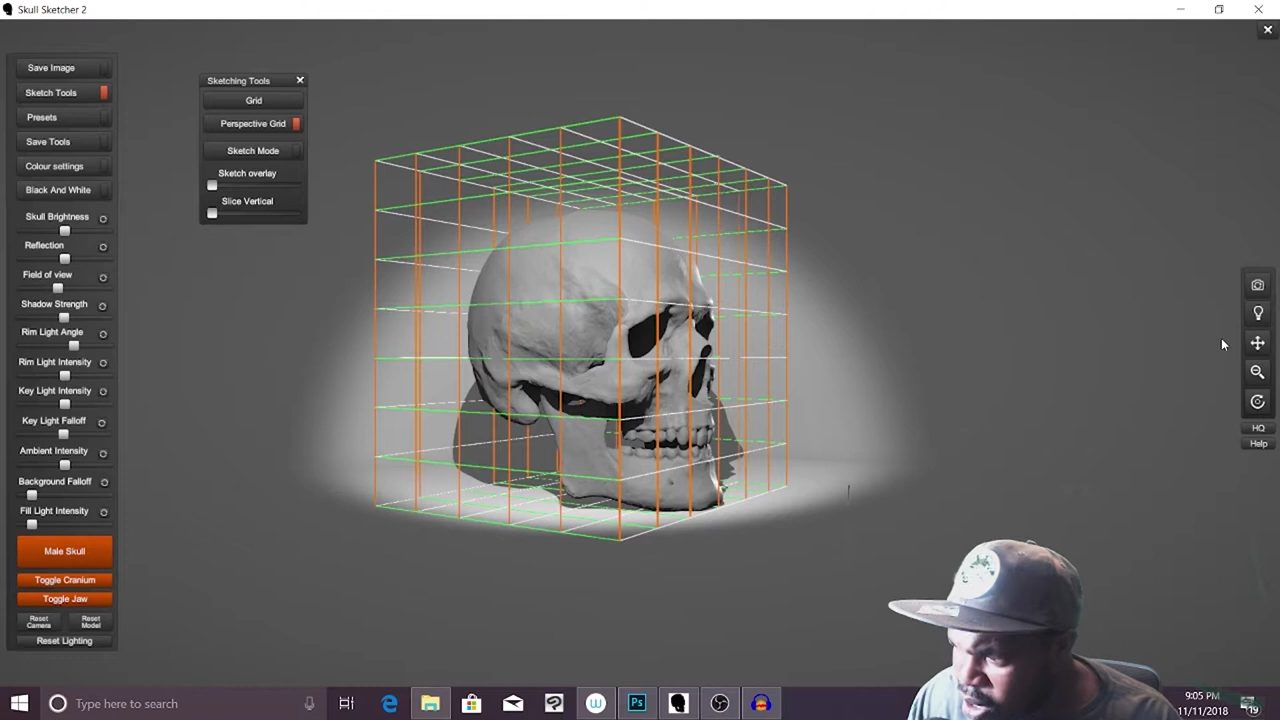 Skull Sketcher 2
Save Image
Sketch Tools
Presets
Save Tools
Colour settings
Black And White
Skull Brightness
Reflection
Field of view
Shadow Strength
Rim Light Angle
Rim Light Intensity
Key Light Intensity
Key Light Falloff
Ambient Intensity
Background Falloff
Fill Light Intensity
Male Skull
Toggle Cranium
Toggle Jaw
Reset Camera
Reset Model
Reset Lighting
Sketching Tools
Grid
Perspective Grid
Sketch Mode
Sketch overlay
Slice Vertical
HQ
Help
Type here to search
Ps
9:05 PM
11/11/2018
19